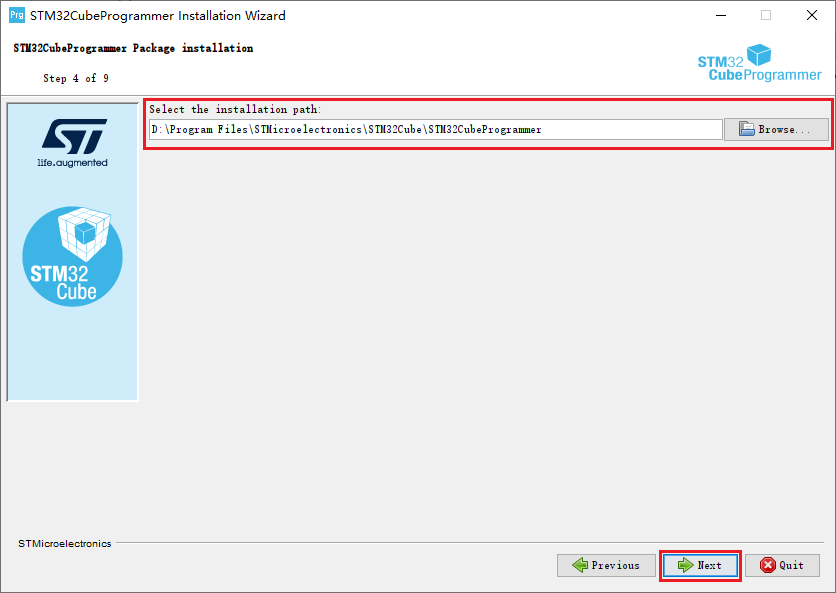 Prg STM32CubeProgrammer Installation Wizard
STM32CubeProgrammer Package installation
Step 4 of 9
STM32
CubeProgrammer
Select the installation path:
D:\Program Files\STMicroelectronics\STM32Cube\STM32CubeProgrammer
Browse...
ST
life.augmented
STM32
Cube
STMicroelectronics
Previous
Next
Quit